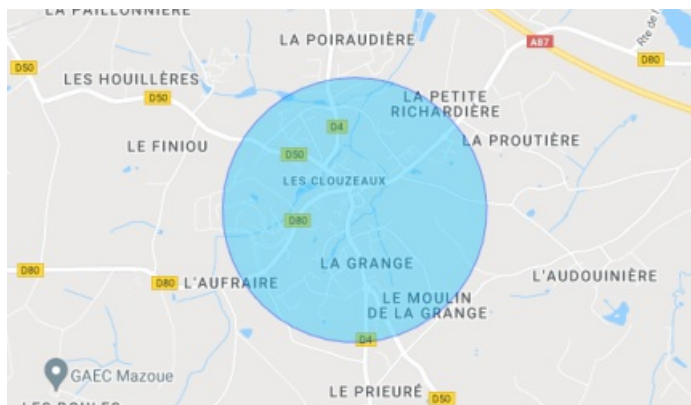 LA PAILLONNIÈRE
LA POIRAUDIÈRE
A87
Rte de l'
D80
D50
LES HOUILLÈRES
D50
LA PETITE
RICHARDIÈRE
D4
LE FINIOU
D50
LA PROUTIÈRE
LES CLOUZEAUX
D80
LA GRANGE
D80
D80
L'AUFRAIRE
L'AUDOUINIÈRE
LE MOULIN
DE LA GRANGE
D4
GAEC Mazoue
LE PRIEURÉ
D50